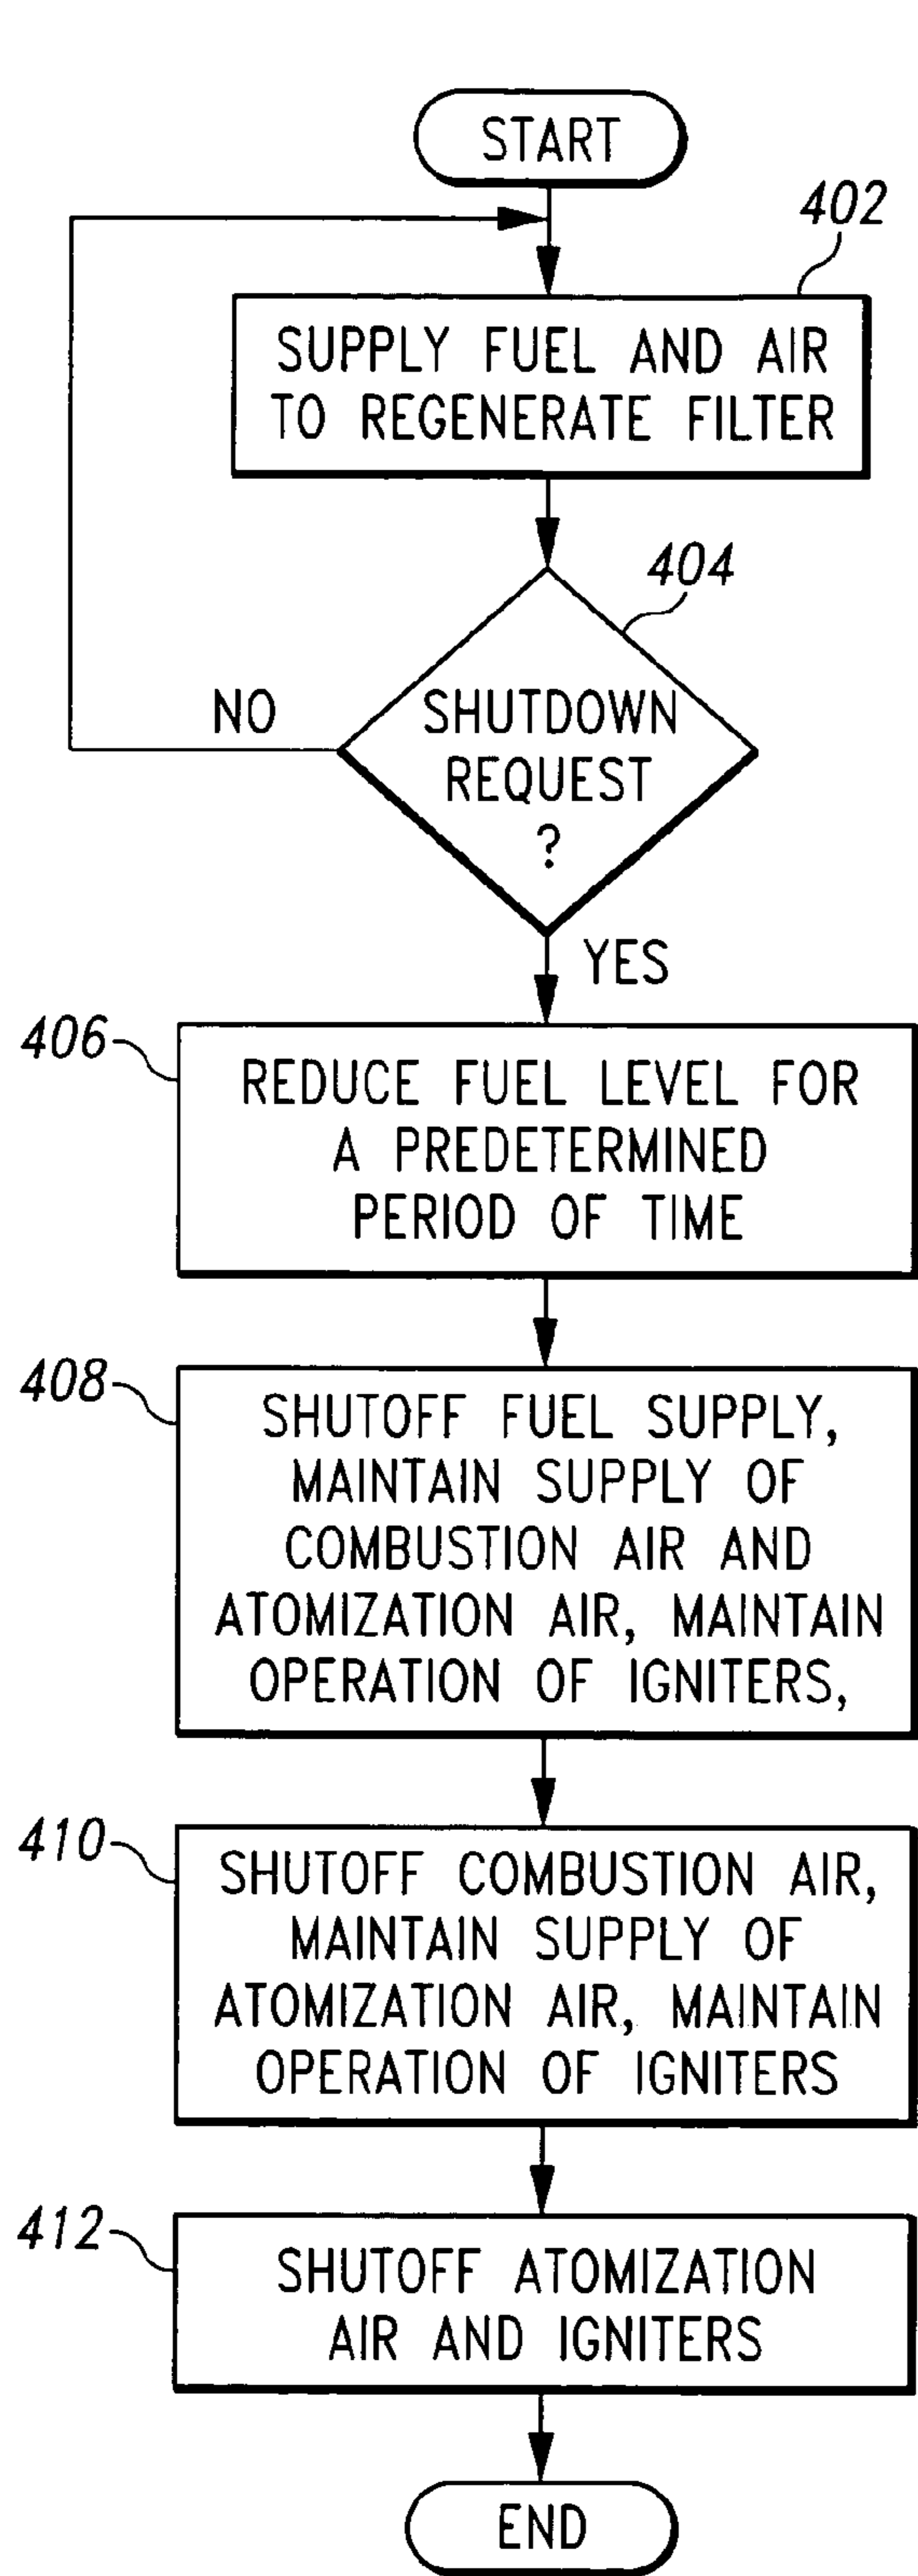 START
402
SUPPLY FUEL AND AIR
TO REGENERATE FILTER
404
SHUTDOWN
REQUEST
?
NO
YES
406
REDUCE FUEL LEVEL FOR
A PREDETERMINED
PERIOD OF TIME
408
SHUTOFF FUEL SUPPLY,
MAINTAIN SUPPLY OF
COMBUSTION AIR AND
ATOMIZATION AIR, MAINTAIN
OPERATION OF IGNITERS,
410
SHUTOFF COMBUSTION AIR,
MAINTAIN SUPPLY OF
ATOMIZATION AIR, MAINTAIN
OPERATION OF IGNITERS
412
SHUTOFF ATOMIZATION
AIR AND IGNITERS
END